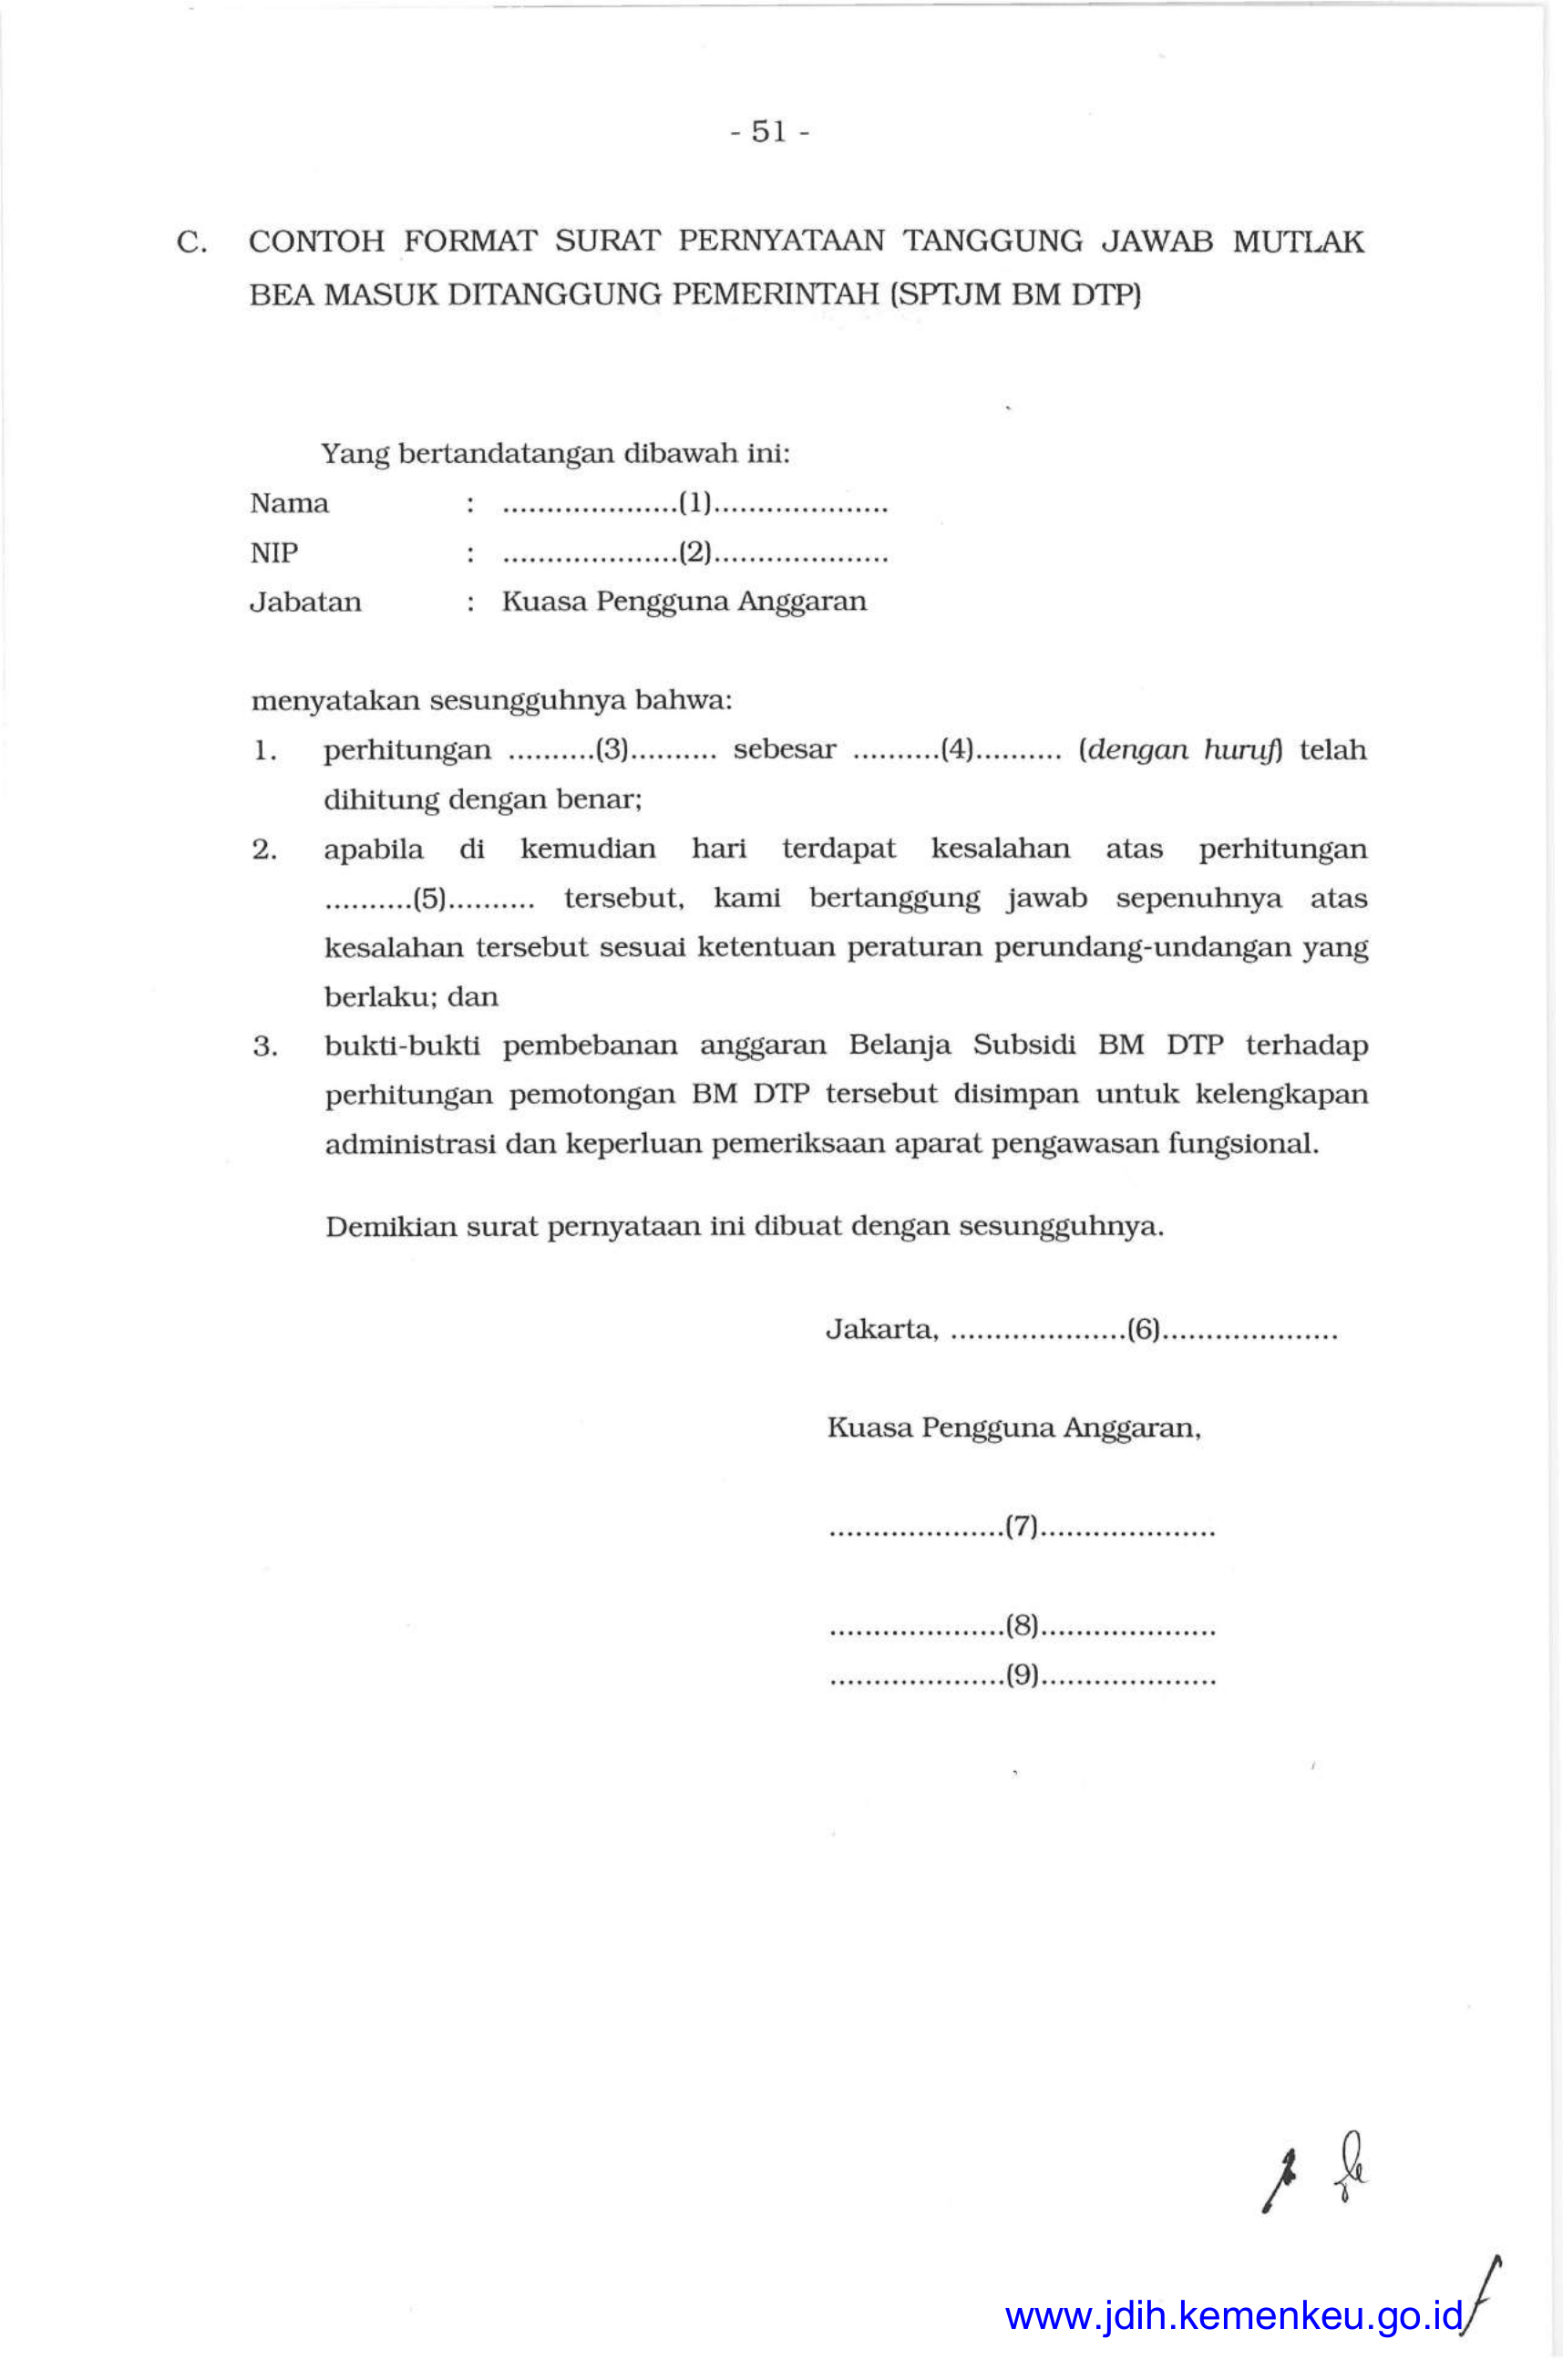 - 51 -
C. CONTOH FORMAT SURAT PERNYATAAN TANGGUNG JAWAB MUTLAK
BEA MASUK DITANGGUNG PEMERINTAH (SPTJM BM DTP)
Yang bertandatangan dibawah ini:
Nama : ....................(1)....................
NIP : ....................(2)....................
Jabatan : Kuasa Pengguna Anggaran
menyatakan sesungguhnya bahwa:
1. perhitungan ..........(3).......... sebesar ..........(4).......... (dengan huruf) telah
dihitung dengan benar;
2. apabila di kemudian hari terdapat kesalahan atas perhitungan
..........(5).......... tersebut, kami bertanggung jawab sepenuhnya atas
kesalahan tersebut sesuai ketentuan peraturan perundang-undangan yang
berlaku; dan
3. bukti-bukti pembebanan anggaran Belanja Subsidi BM DTP terhadap
perhitungan pemotongan BM DTP tersebut disimpan untuk kelengkapan
administrasi dan keperluan pemeriksaan aparat pengawasan fungsional.
Demikian surat pernyataan ini dibuat dengan sesungguhnya.
Jakarta, ....................(6)....................
Kuasa Pengguna Anggaran,
....................(7)....................
....................(8)....................
....................(9)....................
www.jdih.kemenkeu.go.id